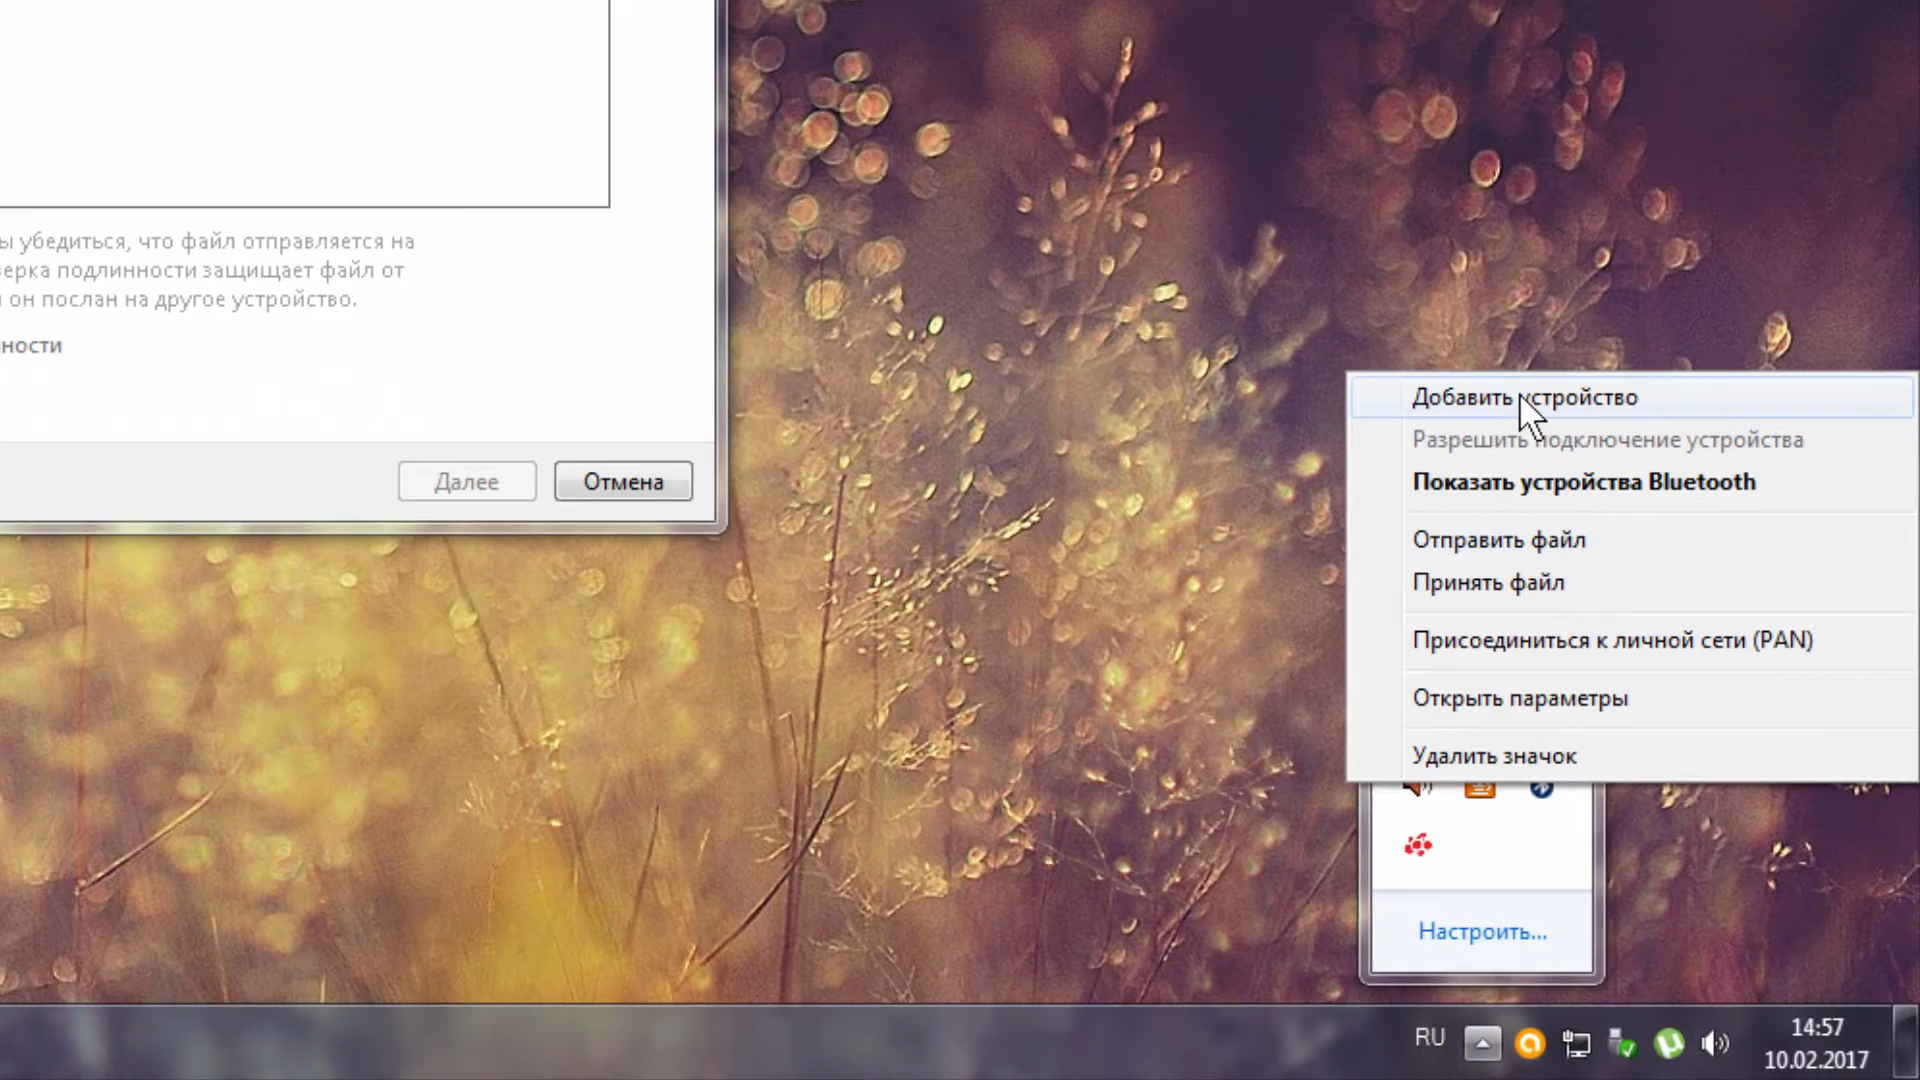 убедиться, что файл отправляется на
подлинности защищает файл от
он послан на другое устройство.
Далее
Отмена
Добавить устройство
Разрешить подключение устройства
Показать устройства Bluetooth
Отправить файл
Принять файл
Присоединиться к личной сети (PAN)
Открыть параметры
Удалить значок
Настроить...
RU
14:57
10.02.2017